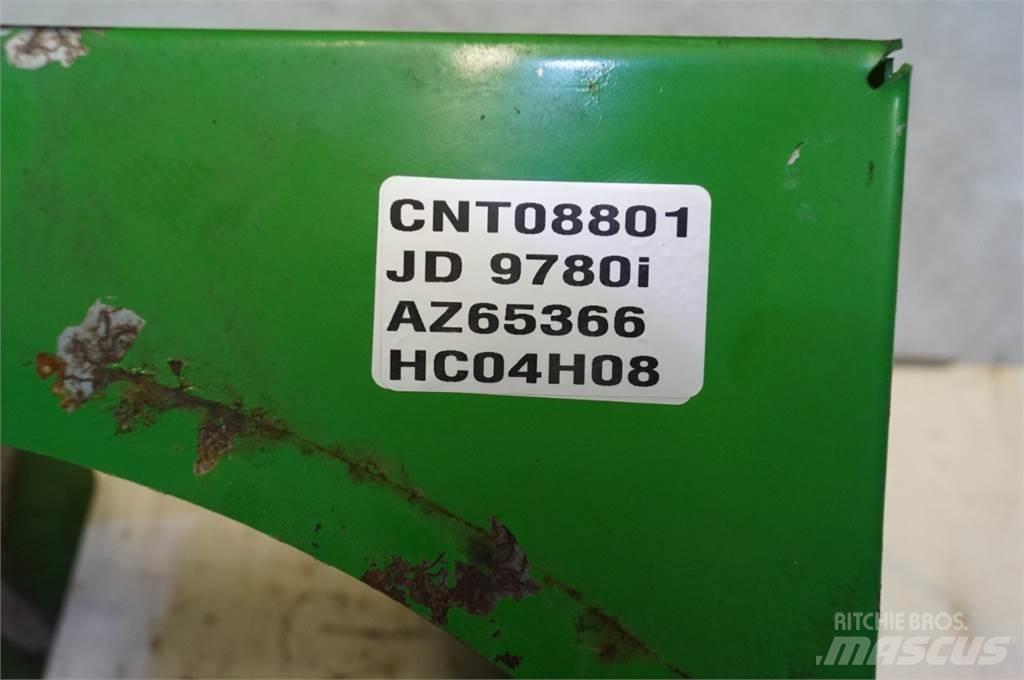 CNT08801
JD 9780i
AZ65366
HC04H08
RITCHIE BROS.
MASCUS